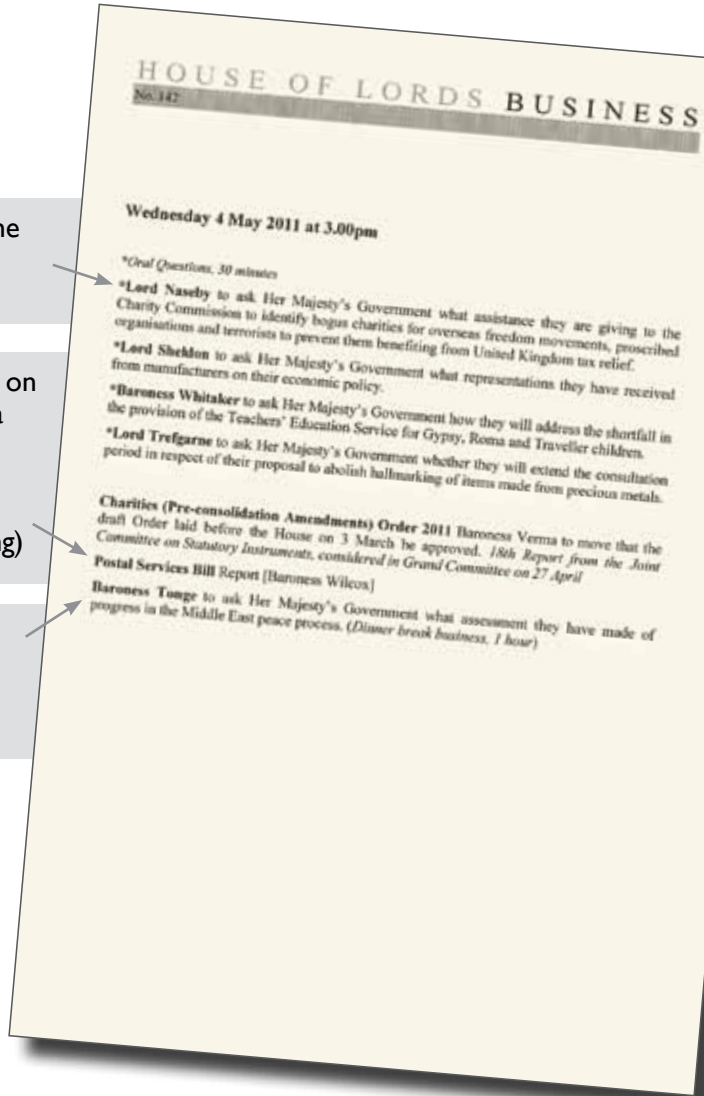 HOUSE OF LORDS BUSINESS
No. 142
Wednesday 4 May 2011 at 3.00pm
*Oral Questions, 30 minutes
*Lord Naseby to ask Her Majesty's Government what assistance they are giving to the
Charity Commission to identify bogus charities for overseas freedom movements, proscribed
organisations and terrorists to prevent them benefiting from United Kingdom tax relief.
*Lord Sheldon to ask Her Majesty's Government what representations they have received
from manufacturers on their economic policy.
*Baroness Whitaker to ask Her Majesty's Government how they will address the shortfall in
the provision of the Teachers' Education Service for Gypsy, Roma and Traveller children.
*Lord Trefgarne to ask Her Majesty's Government whether they will extend the consultation
period in respect of their proposal to abolish hallmarking of items made from precious metals.
Charities (Pre-consolidation Amendments) Order 2011 Baroness Verma to move that the
draft Order laid before the House on 3 March be approved. 18th Report from the Joint
Committee on Statutory Instruments, considered in Grand Committee on 27 April
Postal Services Bill Report [Baroness Wilcox]
Baroness Tonge to ask Her Majesty's Government what assessment they have made of
progress in the Middle East peace process. (Dinner break business, 1 hour)
on